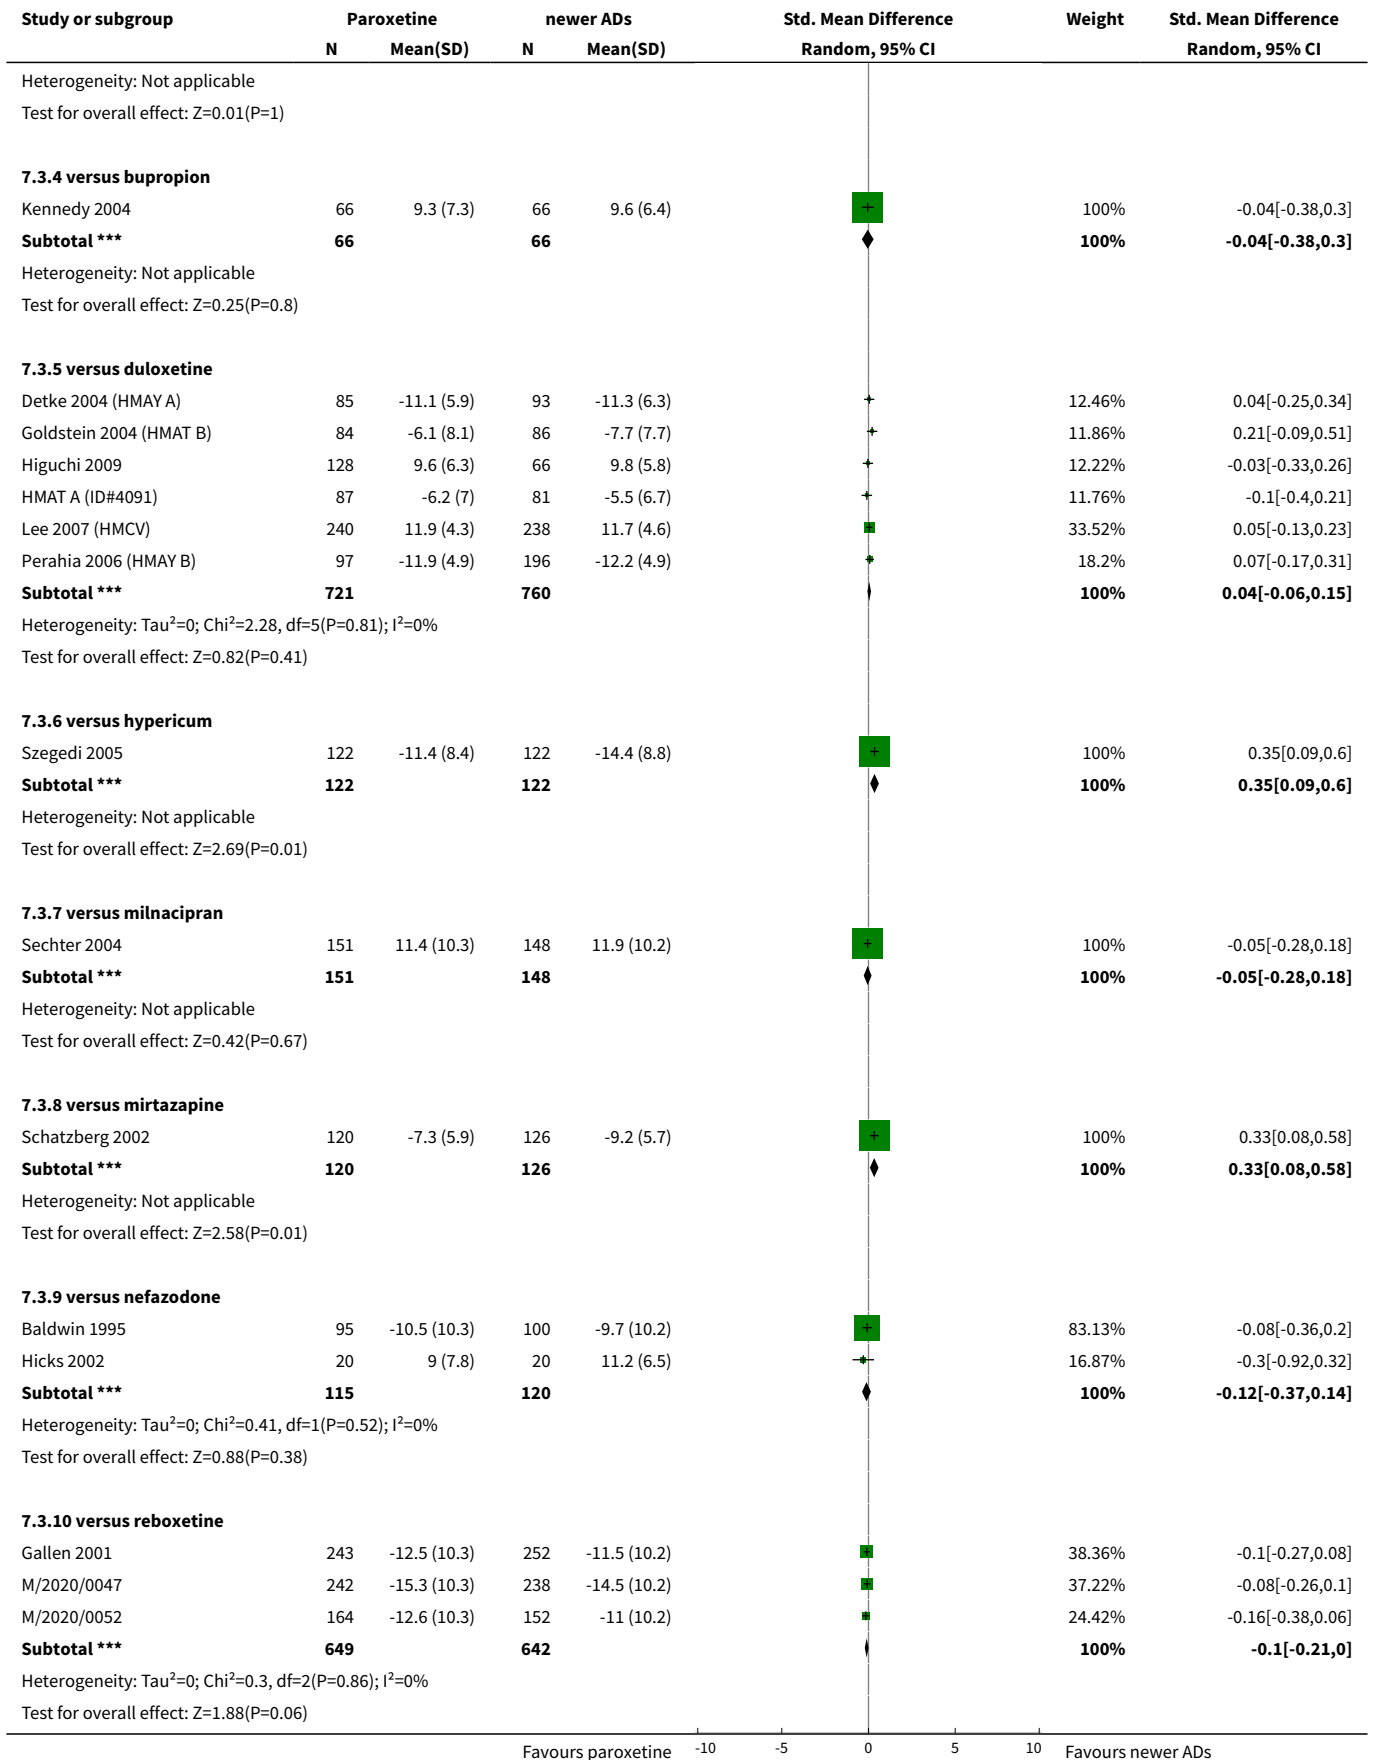 Study or subgroup Paroxetine newer ADs Std. Mean Difference Weight Std. Mean Difference
N Mean(SD) N Mean(SD) Random, 95% CI Random, 95% CI
Heterogeneity: Not applicable
Test for overall effect: Z=0.01(P=1)
7.3.4 versus bupropion
Kennedy 2004 66 9.3 (7.3) 66 9.6 (6.4) 100% -0.04[-0.38,0.3]
Subtotal *** 66 66 100% -0.04[-0.38,0.3]
Heterogeneity: Not applicable
Test for overall effect: Z=0.25(P=0.8)
7.3.5 versus duloxetine
Detke 2004 (HMAY A) 85 -11.1 (5.9) 93 -11.3 (6.3) 12.46% 0.04[-0.25,0.34]
Goldstein 2004 (HMAT B) 84 -6.1 (8.1) 86 -7.7 (7.7) 11.86% 0.21[-0.09,0.51]
Higuchi 2009 128 9.6 (6.3) 66 9.8 (5.8) 12.22% -0.03[-0.33,0.26]
HMAT A (ID#4091) 87 -6.2 (7) 81 -5.5 (6.7) 11.76% -0.1[-0.4,0.21]
Lee 2007 (HMCV) 240 11.9 (4.3) 238 11.7 (4.6) 33.52% 0.05[-0.13,0.23]
Perahia 2006 (HMAY B) 97 -11.9 (4.9) 196 -12.2 (4.9) 18.2% 0.07[-0.17,0.31]
Subtotal *** 721 760 100% 0.04[-0.06,0.15]
Heterogeneity: Tau²=0; Chi²=2.28, df=5(P=0.81); I²=0%
Test for overall effect: Z=0.82(P=0.41)
7.3.6 versus hypericum
Szegedi 2005 122 -11.4 (8.4) 122 -14.4 (8.8) 100% 0.35[0.09,0.6]
Subtotal *** 122 122 100% 0.35[0.09,0.6]
Heterogeneity: Not applicable
Test for overall effect: Z=2.69(P=0.01)
7.3.7 versus milnacipran
Sechter 2004 151 11.4 (10.3) 148 11.9 (10.2) 100% -0.05[-0.28,0.18]
Subtotal *** 151 148 100% -0.05[-0.28,0.18]
Heterogeneity: Not applicable
Test for overall effect: Z=0.42(P=0.67)
7.3.8 versus mirtazapine
Schatzberg 2002 120 -7.3 (5.9) 126 -9.2 (5.7) 100% 0.33[0.08,0.58]
Subtotal *** 120 126 100% 0.33[0.08,0.58]
Heterogeneity: Not applicable
Test for overall effect: Z=2.58(P=0.01)
7.3.9 versus nefazodone
Baldwin 1995 95 -10.5 (10.3) 100 -9.7 (10.2) 83.13% -0.08[-0.36,0.2]
Hicks 2002 20 9 (7.8) 20 11.2 (6.5) 16.87% -0.3[-0.92,0.32]
Subtotal *** 115 120 100% -0.12[-0.37,0.14]
Heterogeneity: Tau²=0; Chi²=0.41, df=1(P=0.52); I²=0%
Test for overall effect: Z=0.88(P=0.38)
7.3.10 versus reboxetine
Gallen 2001 243 -12.5 (10.3) 252 -11.5 (10.2) 38.36% -0.1[-0.27,0.08]
M/2020/0047 242 -15.3 (10.3) 238 -14.5 (10.2) 37.22% -0.08[-0.26,0.1]
M/2020/0052 164 -12.6 (10.3) 152 -11 (10.2) 24.42% -0.16[-0.38,0.06]
Subtotal *** 649 642 100% -0.1[-0.21,0]
Heterogeneity: Tau²=0; Chi²=0.3, df=2(P=0.86); I²=0%
Test for overall effect: Z=1.88(P=0.06)
Favours paroxetine -10 -5 0 5 10 Favours newer ADs